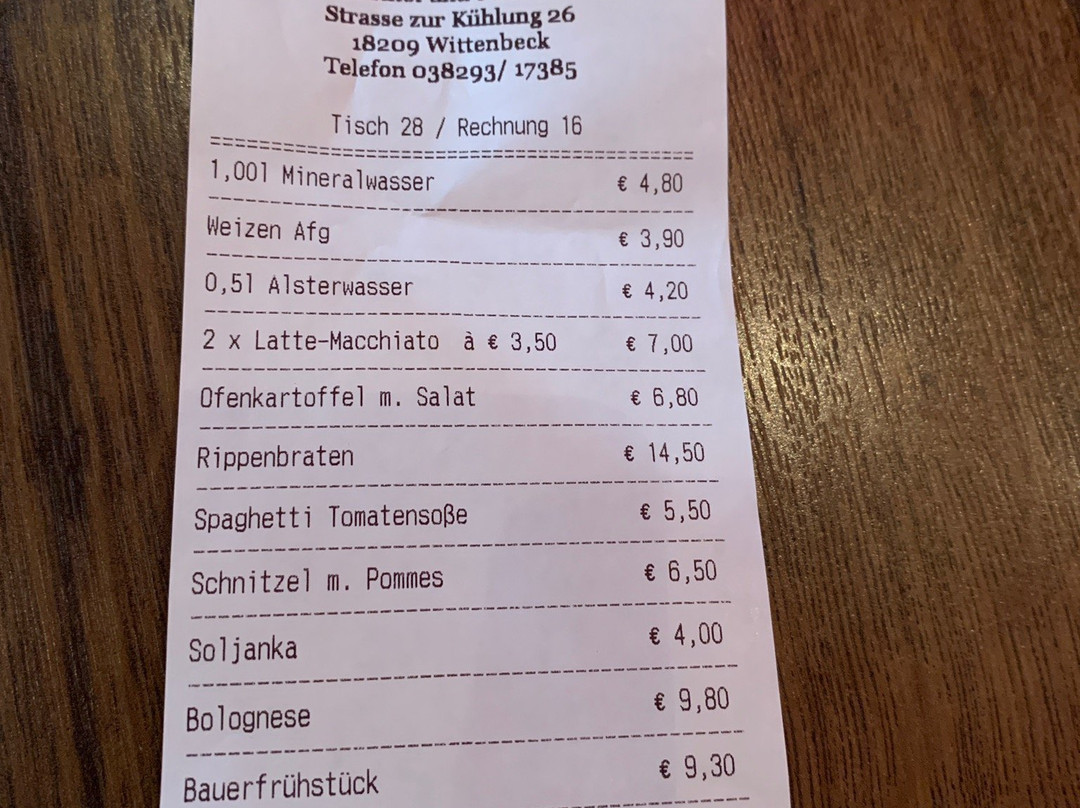 Strasse zur Kühlung 26
18209 Wittenbeck
Telefon 038293/ 17385
Tisch 28 / Rechnung 16
1,00l Mineralwasser € 4,80
Weizen Afg € 3,90
0,5l Alsterwasser € 4,20
2 x Latte-Macchiato à € 3,50 € 7,00
Ofenkartoffel m. Salat € 6,80
Rippenbraten € 14,50
Spaghetti Tomatensoße € 5,50
Schnitzel m. Pommes € 6,50
Soljanka € 4,00
Bolognese € 9,80
Bauerfrühstück € 9,30